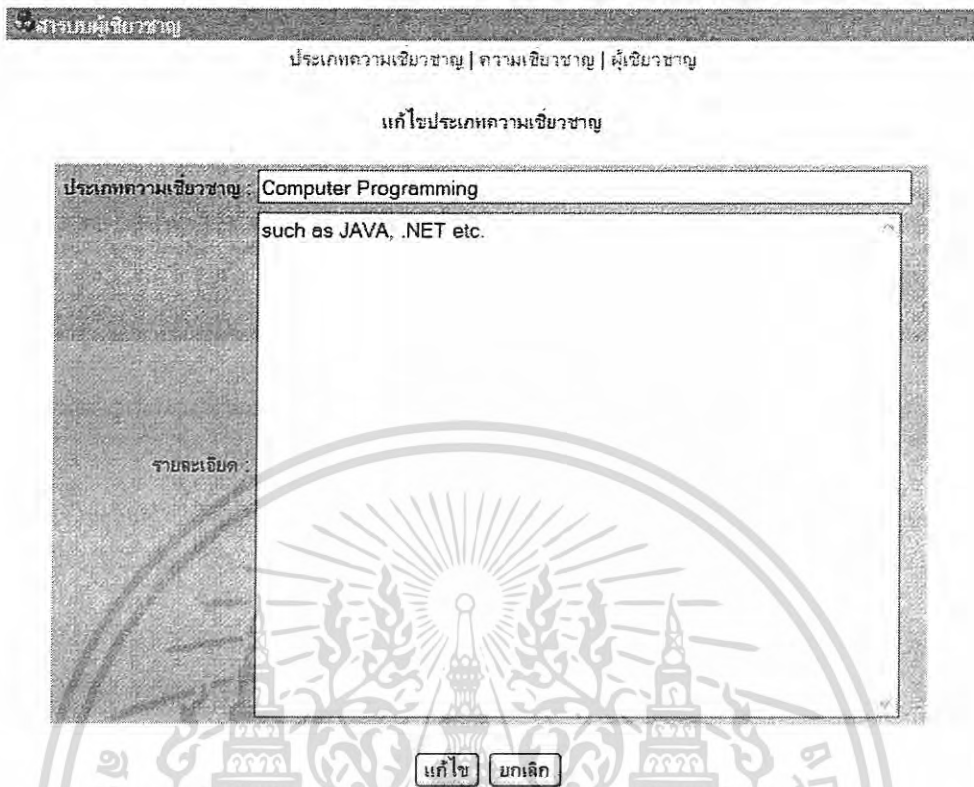 สารบบผู้เชี่ยวชาญ
ประเภทความเชี่ยวชาญ | ความเชี่ยวชาญ | ผู้เชี่ยวชาญ
แก้ไขประเภทความเชี่ยวชาญ
ประเภทความเชี่ยวชาญ : Computer Programming
such as JAVA, .NET etc.
รายละเอียด :
แก้ไข ยกเลิก